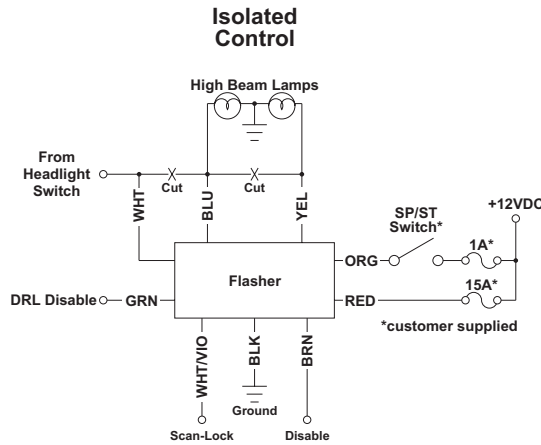 Isolated
Control
High Beam Lamps
From
Headlight
Switch
Cut
Cut
WHT
BLU
YEL
+12VDC
SP/ST
Switch*
1A*
ORG
Flasher
15A*
DRL Disable
GRN
RED
*customer supplied
WHT/VIO
BLK
BRN
Ground
Scan-Lock
Disable